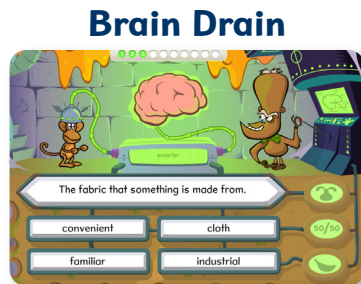 Brain Drain
smarter
The fabric that something is made from.
50/50
convenient
cloth
familiar
industrial